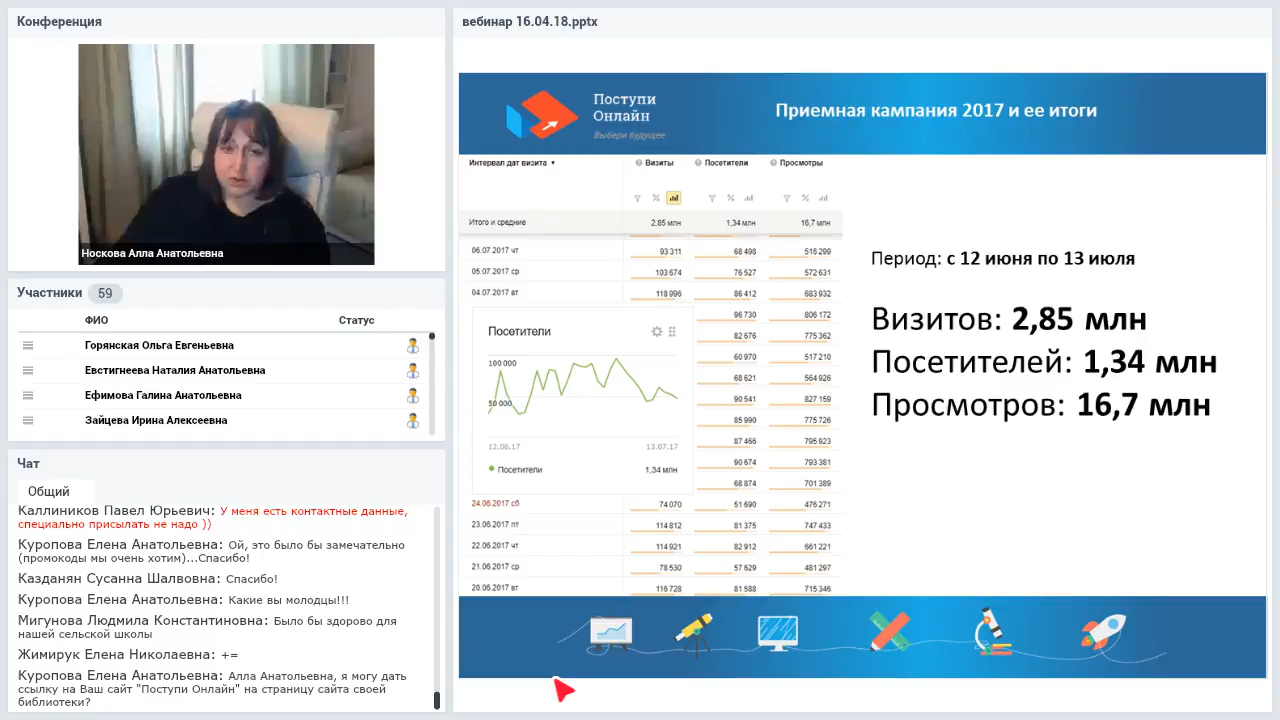 Конференция
Носкова Алла Анатольевна
Участники 59
ФИО Статус
Горяжская Ольга Евгеньевна
Евстигнеева Наталия Анатольевна
Ефимова Галина Анатольевна
Зайцева Ирина Алексеевна
Чат
Общий
Калинников Павел Юрьевич: У меня есть контактные данные,
специально присылать не надо ))
Куропова Елена Анатольевна: Ой, это было бы замечательно
(промокоды мы очень хотим)...Спасибо!
Казданян Сусанна Шалвовна: Спасибо!
Куропова Елена Анатольевна: Какие вы молодцы!!!
Мигунова Людмила Константиновна: Было бы здорово для
нашей сельской школы
Жимирук Елена Николаевна: +=
Куропова Елена Анатольевна: Алла Анатольевна, я могу дать
ссылку на Ваш сайт "Поступи Онлайн" на страницу сайта своей
библиотеки?
вебинар 16.04.18.pptx
Поступи
Онлайн
Выбери будущее
Приемная кампания 2017 и ее итоги
Интервал дат визита Визиты Посетители Просмотры
Итого и средние 2,85 млн 1,34 млн 16,7 млн
06.07.2017 чт 93 311 68 498 516 299
05.07.2017 ср 103 674 76 527 572 631
04.07.2017 вт 118 996 86 412 683 932
96 730 806 172
82 676 775 362
60 970 517 210
68 621 564 926
90 541 827 159
85 990 775 726
87 466 795 923
90 674 793 381
68 874 701 389
Посетители
100 000
50 000
12.06.17 13.07.17
Посетители 1,34 млн
24.06.2017 сб 74 070 51 690 476 271
23.06.2017 пт 114 812 81 375 747 433
22.06.2017 чт 114 921 82 912 661 221
21.06.2017 ср 78 530 57 629 481 297
20.06.2017 вт 116 728 81 588 715 346
Период: с 12 июня по 13 июля
Визитов: 2,85 млн
Посетителей: 1,34 млн
Просмотров: 16,7 млн